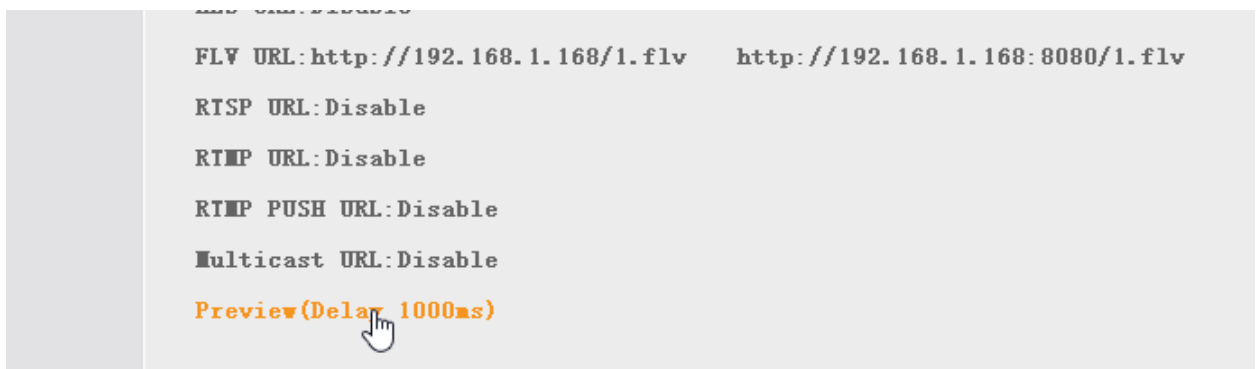 FLV URL:http://192.168.1.168/1.flv http://192.168.1.168:8080/1.flv
RTSP URL:Disable
RTMP URL:Disable
RTMP PUSH URL:Disable
Multicast URL:Disable
Preview(Delay 1000ms)